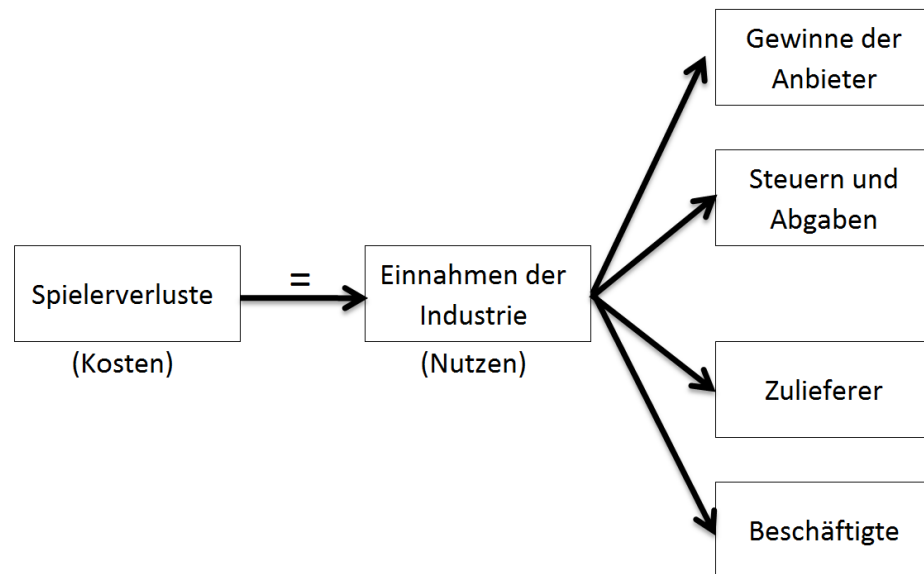 Spielerverluste
(Kosten)
=
Einnahmen der
Industrie
(Nutzen)
Gewinne der
Anbieter
Steuern und
Abgaben
Zulieferer
Beschäftigte